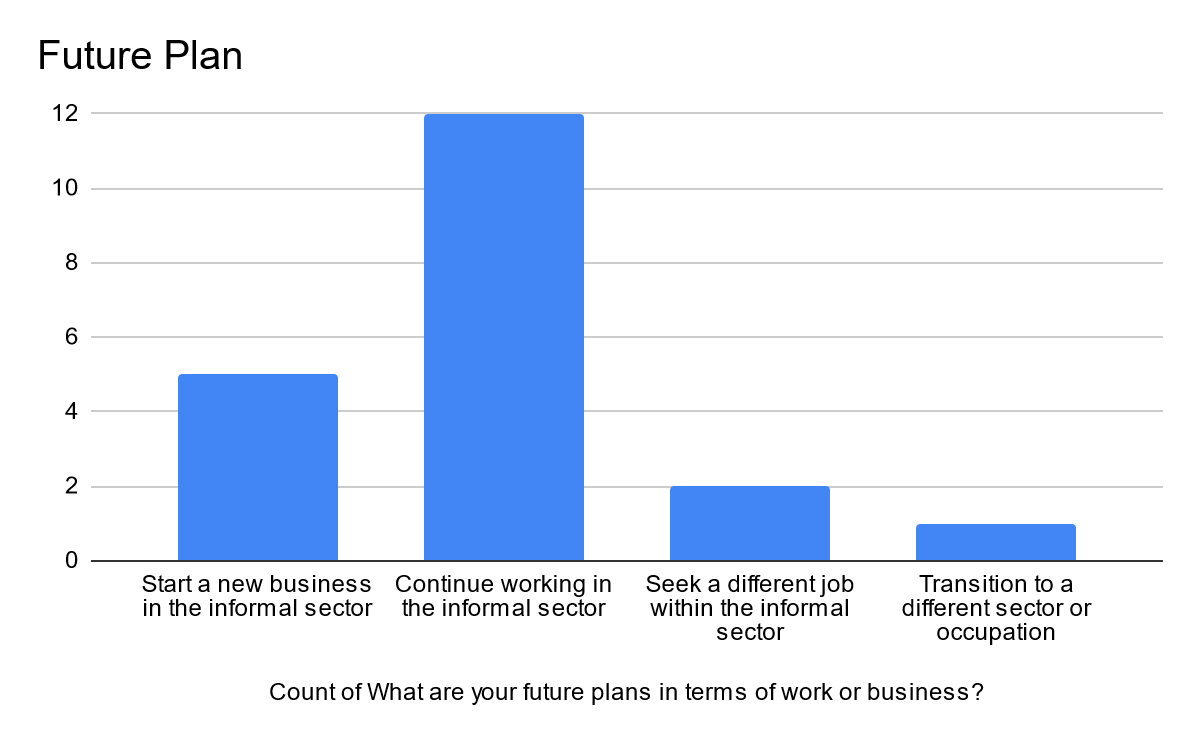 Future Plan
12
10
8
6
4
2
0
Start a new business
in the informal sector
Continue working in
the informal sector
Seek a different job
within the informal
sector
Transition to a
different sector or
occupation
Count of What are your future plans in terms of work or business?